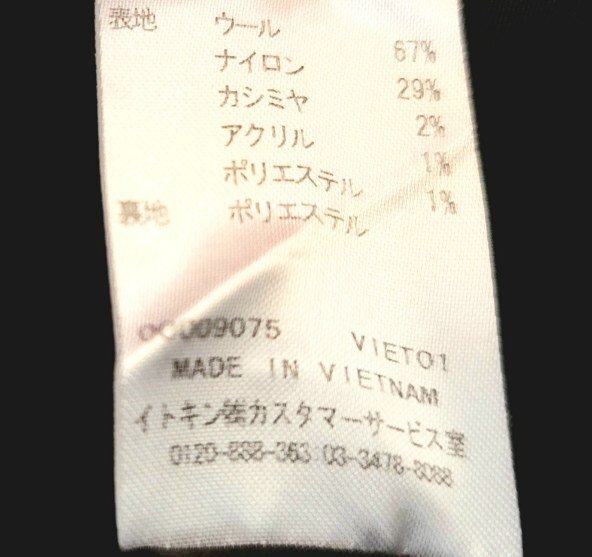 表地 ウール 67%
ナイロン 29%
カシミヤ 2%
アクリル 1%
ポリエステル 1%
裏地 ポリエステル
009075 VIET01
MADE IN VIETNAM
イトキン㈱カスタマーサービス室
0120-888-363 03-3478-8088